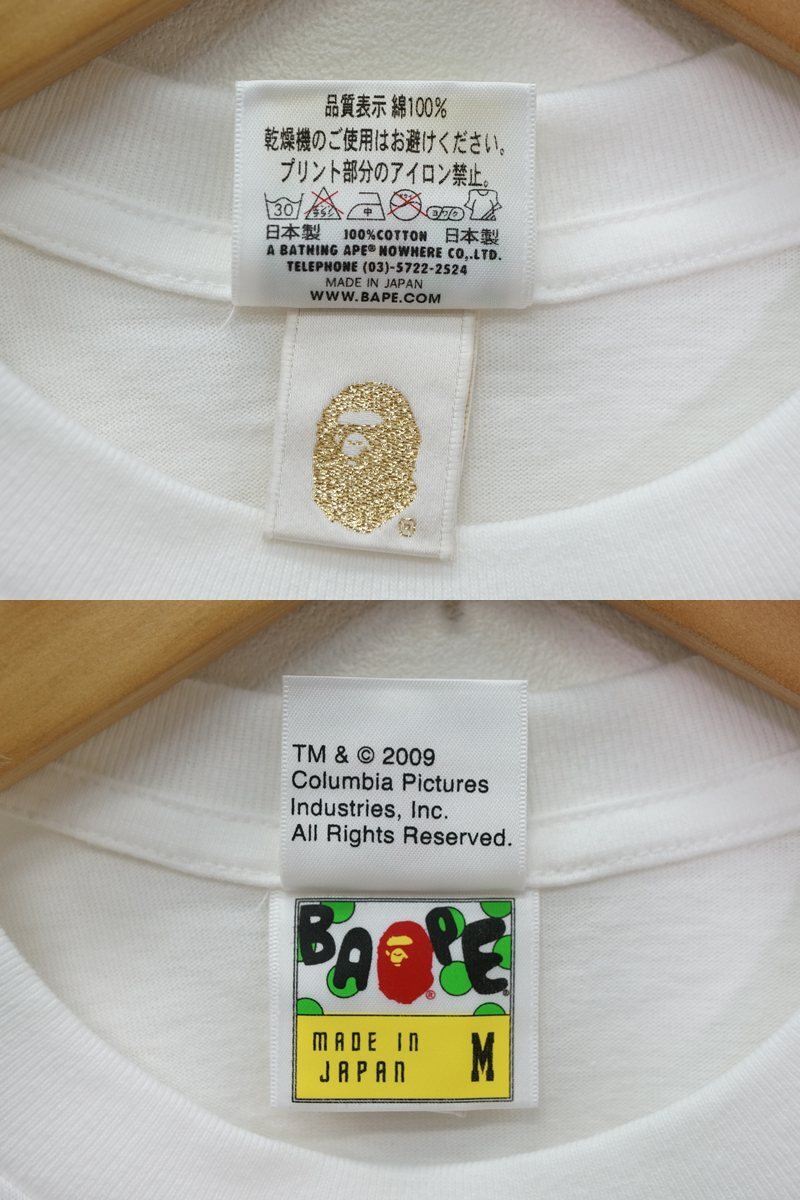 品質表示 綿100%
乾燥機のご使用はお避けください。
プリント部分のアイロン禁止。
30 中 ヨワク
日本製 100%COTTON 日本製
A BATHING APE® NOWHERE CO,.LTD.
TELEPHONE (03)-5722-2524
MADE IN JAPAN
WWW.BAPE.COM
®
TM & © 2009
Columbia Pictures
Industries, Inc.
All Rights Reserved.
BAPE®
®
MADE IN
JAPAN M